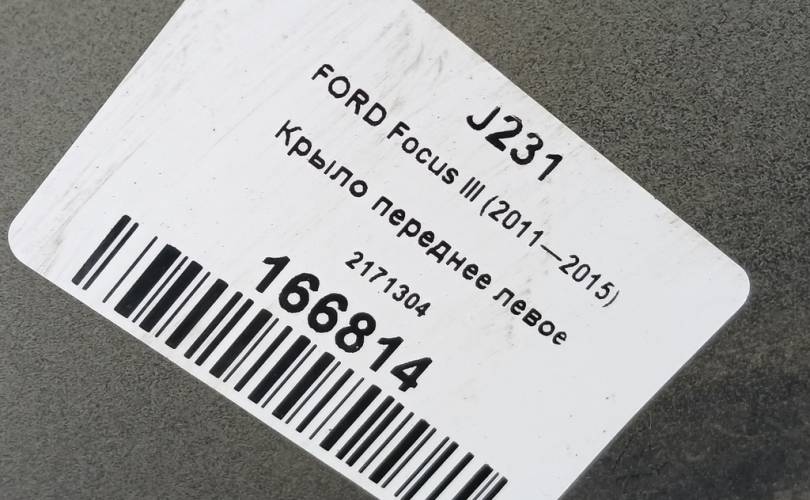 J231
FORD Focus III (2011—2015)
Крыло переднее левое
2171304
166814